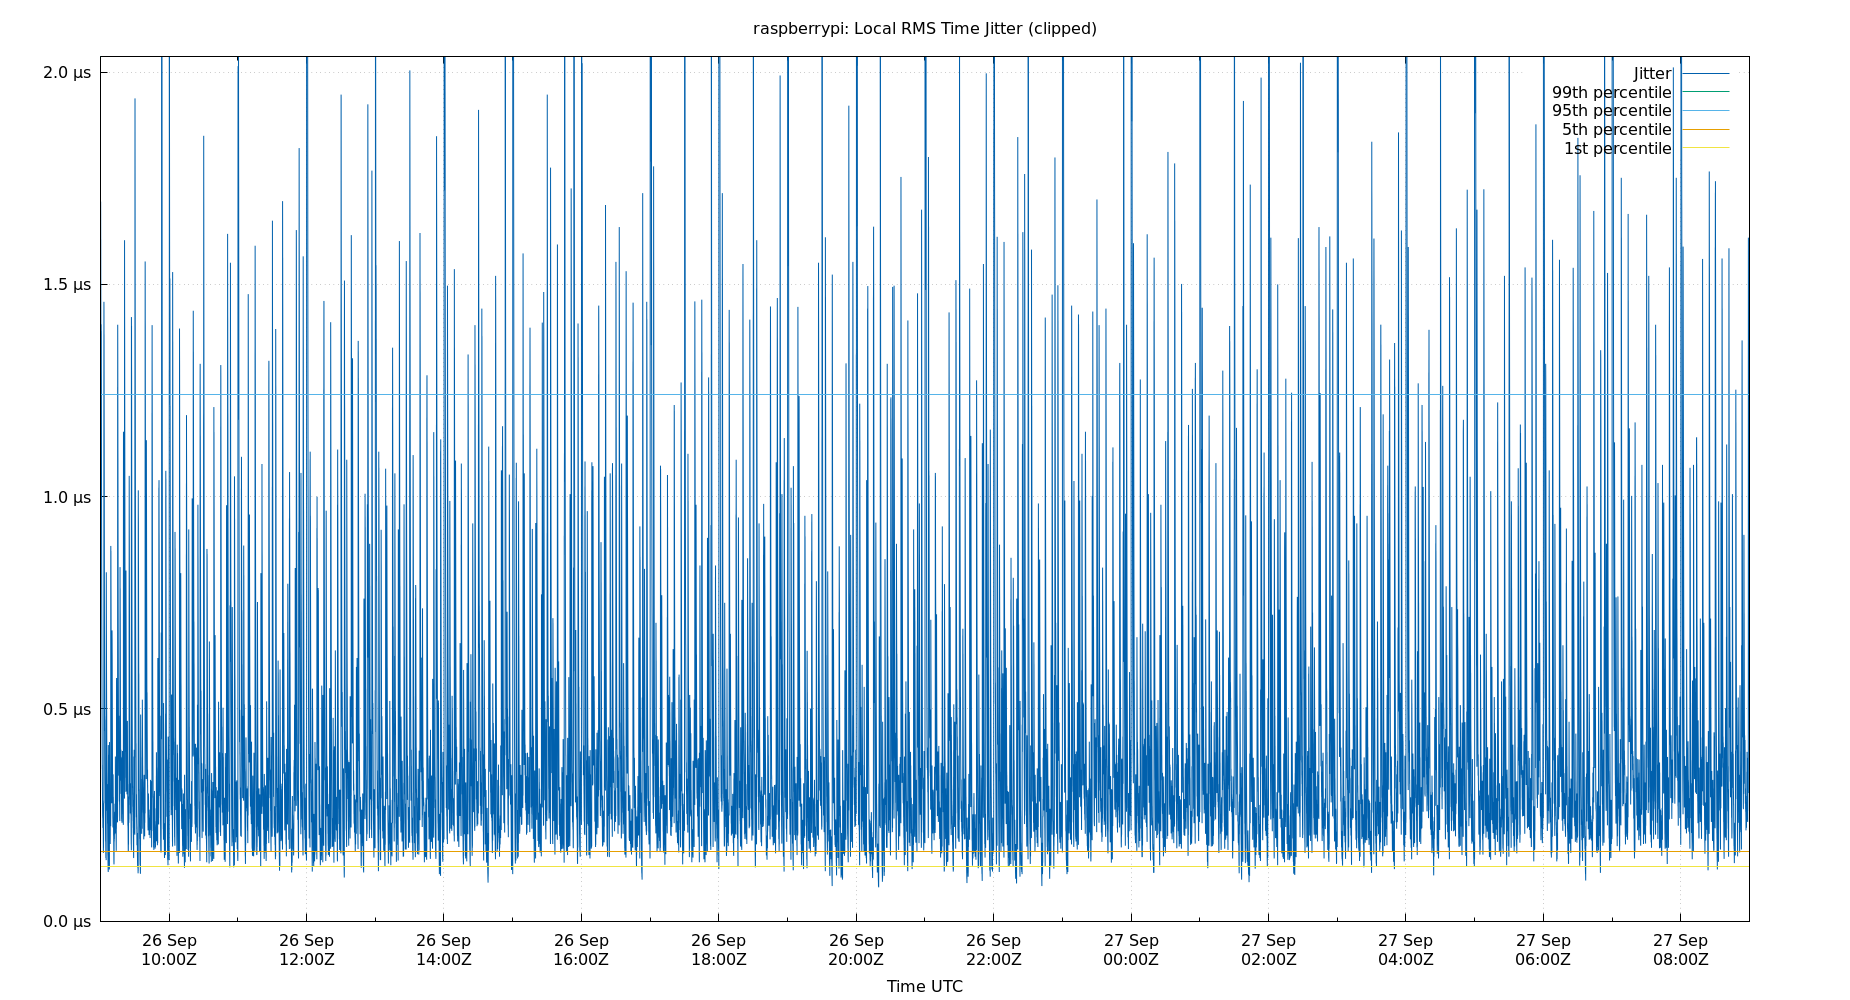 raspberrypi: Local RMS Time Jitter (clipped)
2.0 µs
1.5 µs
1.0 µs
0.5 µs
0.0 µs
Jitter
99th percentile
95th percentile
5th percentile
1st percentile
26 Sep 26 Sep 26 Sep 26 Sep 26 Sep 26 Sep 26 Sep 27 Sep 27 Sep 27 Sep 27 Sep 27 Sep
10:00Z 12:00Z 14:00Z 16:00Z 18:00Z 20:00Z 22:00Z 00:00Z 02:00Z 04:00Z 06:00Z 08:00Z
Time UTC